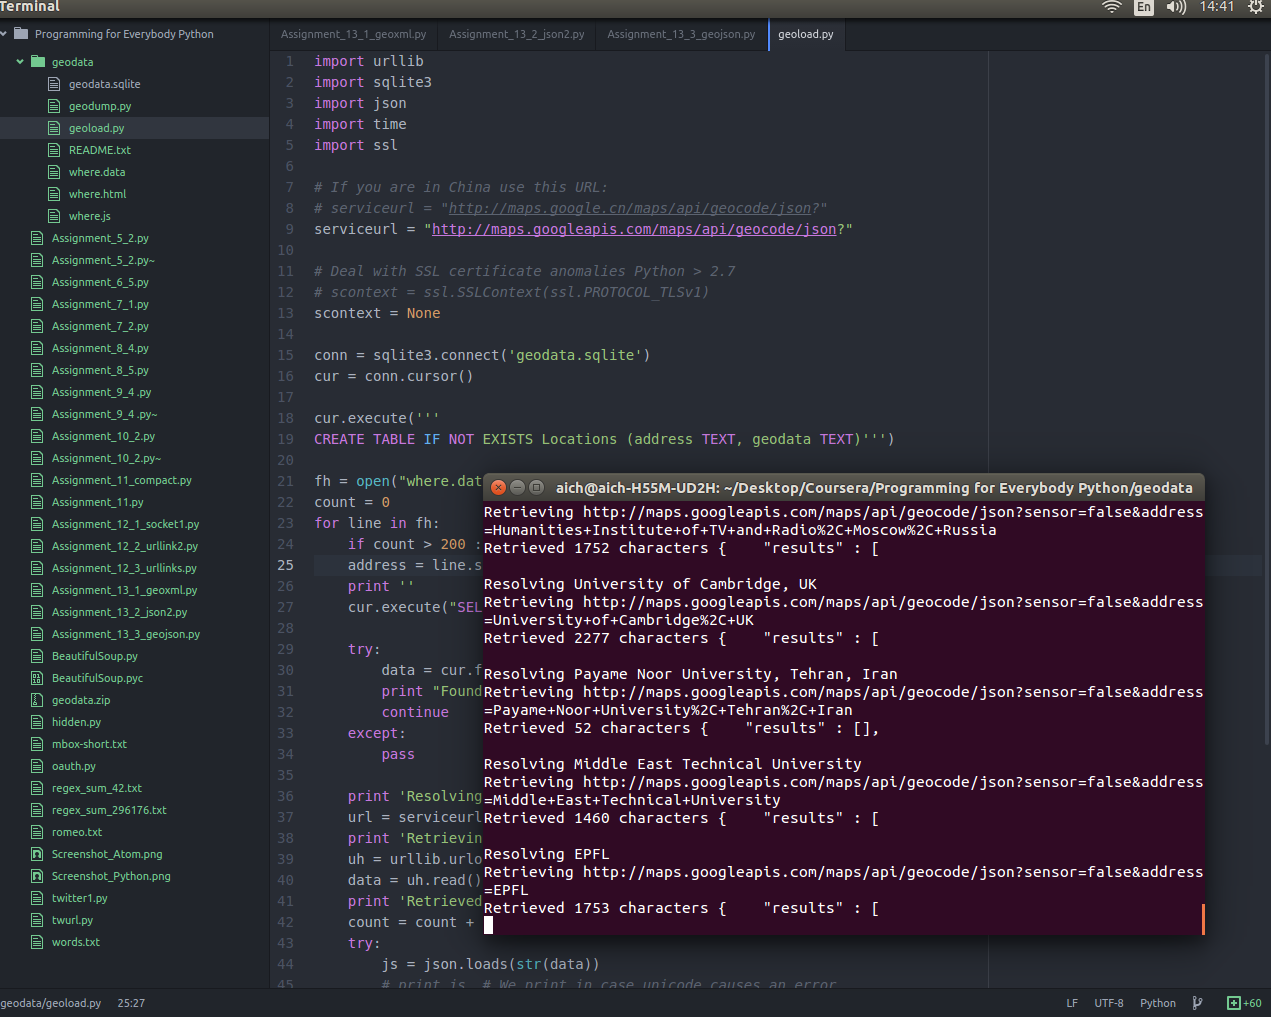 Terminal
En
14:41
Programming for Everybody Python
geodata
geodata.sqlite
geodump.py
geoload.py
README.txt
where.data
where.html
where.js
Assignment_5_2.py
Assignment_5_2.py~
Assignment_6_5.py
Assignment_7_1.py
Assignment_7_2.py
Assignment_8_4.py
Assignment_8_5.py
Assignment_9_4 .py
Assignment_9_4 .py~
Assignment_10_2.py
Assignment_10_2.py~
Assignment_11_compact.py
Assignment_11.py
Assignment_12_1_socket1.py
Assignment_12_2_urllink2.py
Assignment_12_3_urllinks.py
Assignment_13_1_geoxml.py
Assignment_13_2_json2.py
Assignment_13_3_geojson.py
BeautifulSoup.py
BeautifulSoup.pyc
geodata.zip
hidden.py
mbox-short.txt
oauth.py
regex_sum_42.txt
regex_sum_296176.txt
romeo.txt
Screenshot_Atom.png
Screenshot_Python.png
twitter1.py
twurl.py
words.txt
Assignment_13_1_geoxml.py
Assignment_13_2_json2.py
Assignment_13_3_geojson.py
geoload.py
1 import urllib
2 import sqlite3
3 import json
4 import time
5 import ssl
6
7 # If you are in China use this URL:
8 # serviceurl = "http://maps.google.cn/maps/api/geocode/json?"
9 serviceurl = "http://maps.googleapis.com/maps/api/geocode/json?"
10
11 # Deal with SSL certificate anomalies Python > 2.7
12 # scontext = ssl.SSLContext(ssl.PROTOCOL_TLSv1)
13 scontext = None
14
15 conn = sqlite3.connect('geodata.sqlite')
16 cur = conn.cursor()
17
18 cur.execute('''
19 CREATE TABLE IF NOT EXISTS Locations (address TEXT, geodata TEXT)''')
20
21 fh = open("where.dat
22 count = 0
23 for line in fh:
24 if count > 200 :
25 address = line.s
26 print ''
27 cur.execute("SEL
28
29 try:
30 data = cur.f
31 print "Found
32 continue
33 except:
34 pass
35
36 print 'Resolving
37 url = serviceurl
38 print 'Retrievin
39 uh = urllib.urlo
40 data = uh.read()
41 print 'Retrieved
42 count = count +
43 try:
44 js = json.loads(str(data))
45 # print js # We print in case unicode causes an error
aich@aich-H55M-UD2H: ~/Desktop/Coursera/Programming for Everybody Python/geodata
Retrieving http://maps.googleapis.com/maps/api/geocode/json?sensor=false&address
=Humanities+Institute+of+TV+and+Radio%2C+Moscow%2C+Russia
Retrieved 1752 characters { "results" : [
Resolving University of Cambridge, UK
Retrieving http://maps.googleapis.com/maps/api/geocode/json?sensor=false&address
=University+of+Cambridge%2C+UK
Retrieved 2277 characters { "results" : [
Resolving Payame Noor University, Tehran, Iran
Retrieving http://maps.googleapis.com/maps/api/geocode/json?sensor=false&address
=Payame+Noor+University%2C+Tehran%2C+Iran
Retrieved 52 characters { "results" : [],
Resolving Middle East Technical University
Retrieving http://maps.googleapis.com/maps/api/geocode/json?sensor=false&address
=Middle+East+Technical+University
Retrieved 1460 characters { "results" : [
Resolving EPFL
Retrieving http://maps.googleapis.com/maps/api/geocode/json?sensor=false&address
=EPFL
Retrieved 1753 characters { "results" : [
geodata/geoload.py 25:27
LF UTF-8 Python +60